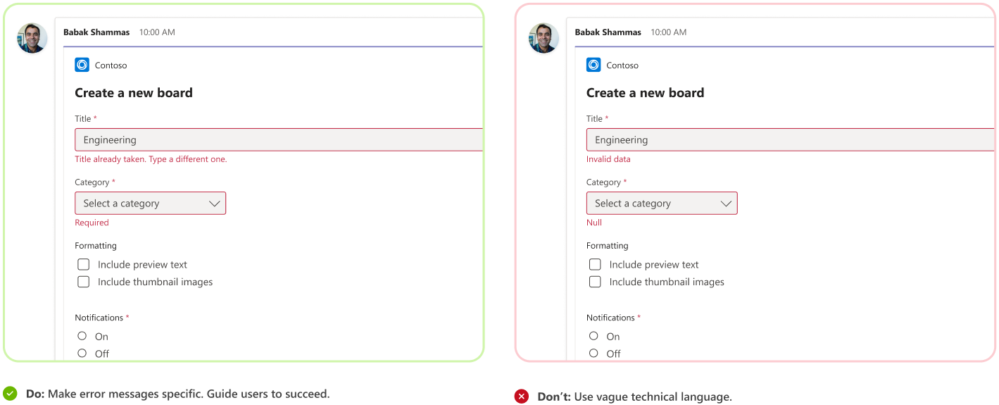 Babak Shammas 10:00 AM
Contoso
Create a new board
Title *
Engineering
Title already taken. Type a different one.
Category *
Select a category
Required
Formatting
Include preview text
Include thumbnail images
Notifications *
On
Off
Do: Make error messages specific. Guide users to succeed.
Babak Shammas 10:00 AM
Contoso
Create a new board
Title *
Engineering
Invalid data
Category *
Select a category
Null
Formatting
Include preview text
Include thumbnail images
Notifications *
On
Off
Don’t: Use vague technical language.